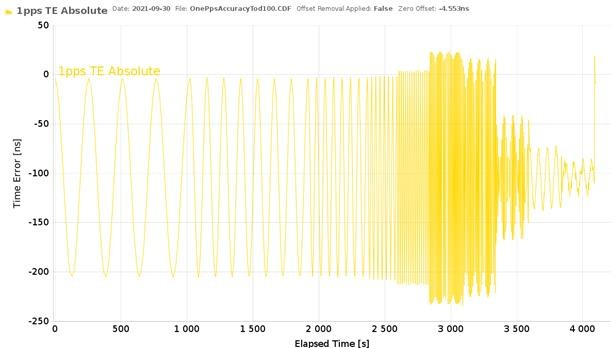 1pps TE Absolute Date: 2021-09-30 File: OnePpsAccuracyTod100.CDF Offset Removal Applied: False Zero Offset: -4.553ns
50
1pps TE Absolute
0
-50
-100
-150
-200
-250
Time Error [ns]
0 500 1 000 1 500 2 000 2 500 3 000 3 500 4 000
Elapsed Time [s]